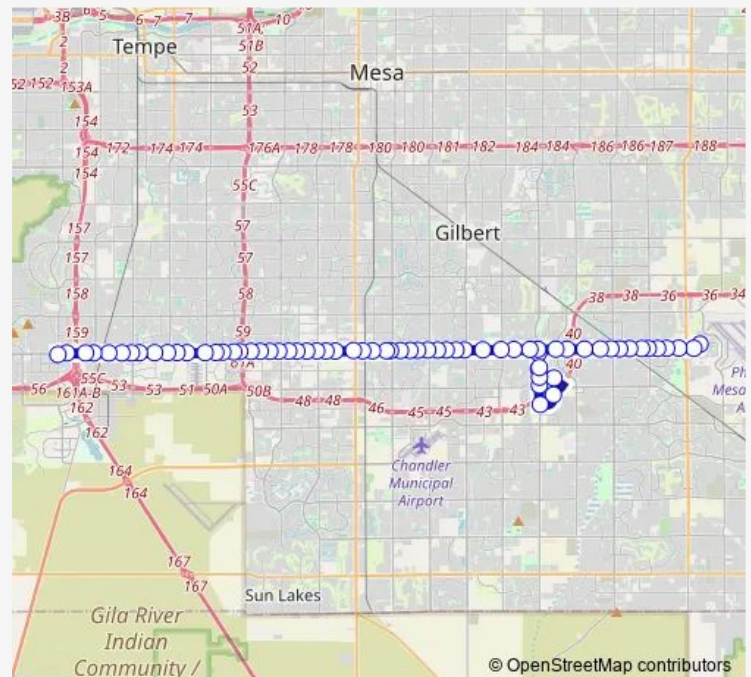 3B 5 6 7 7 51A; 10
Tempe
51B
2
52
Mesa
52 152
2
153A
53
154
154
172 174 174 176A 178 178 180 180 181 182 184 184 186 186 187 188
154
55C
157
57
Gilbert
157
57
158
58
38 38 36 36 34
159
59
40
61A
40
56 55C 53 53 51 50A 50B
161A-B
48 48 46 45 45 43 43
162
162
Chandler
Municipal
Airport
Mesa
164
164
167
167
Sun Lakes
Gila River
Indian
Community /
© OpenStreetMap contributors